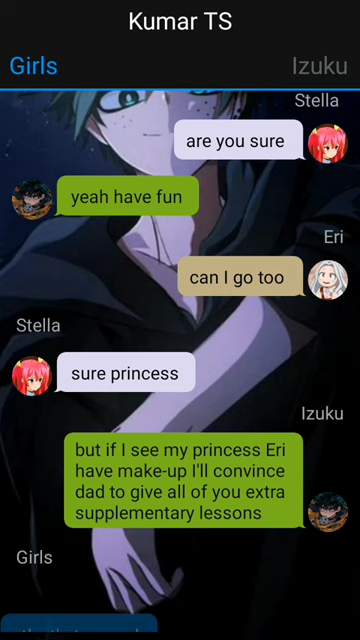 Kumar TS
Girls
Izuku
Stella
are you sure
yeah have fun
Eri
can I go too
Stella
sure princess
Izuku
but if I see my princess Eri
have make-up I'll convince
dad to give all of you extra
supplementary lessons
Girls